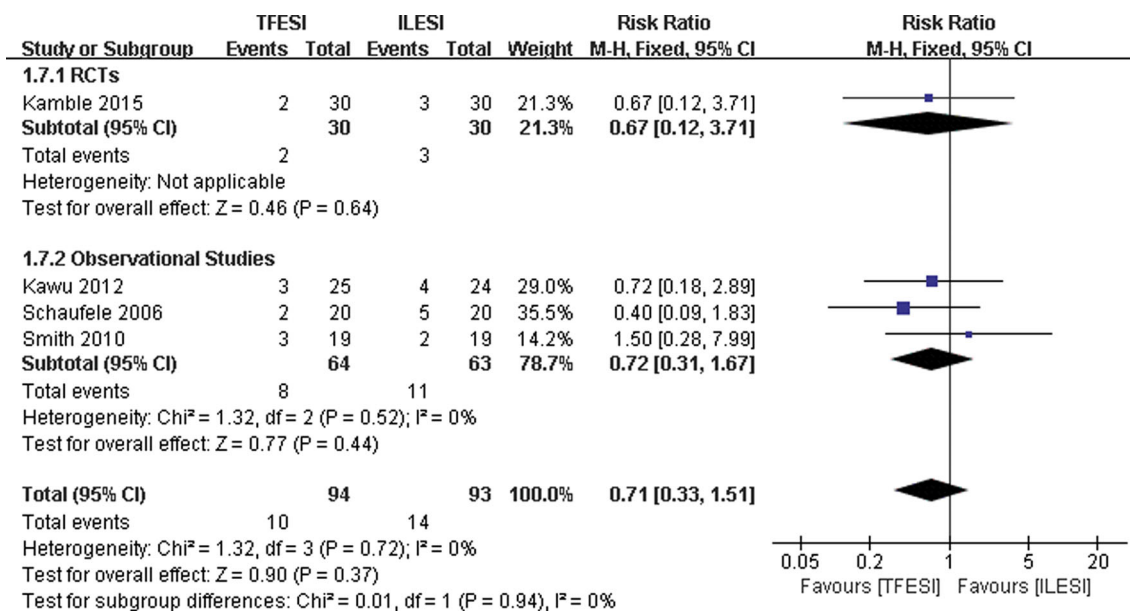 TFESI ILESI Risk Ratio Risk Ratio
Study or Subgroup Events Total Events Total Weight M-H, Fixed, 95% CI M-H, Fixed, 95% CI
1.7.1 RCTs
Kamble 2015 2 30 3 30 21.3% 0.67 [0.12, 3.71]
Subtotal (95% CI) 30 30 21.3% 0.67 [0.12, 3.71]
Total events 2 3
Heterogeneity: Not applicable
Test for overall effect: Z = 0.46 (P = 0.64)
1.7.2 Observational Studies
Kawu 2012 3 25 4 24 29.0% 0.72 [0.18, 2.89]
Schaufele 2006 2 20 5 20 35.5% 0.40 [0.09, 1.83]
Smith 2010 3 19 2 19 14.2% 1.50 [0.28, 7.99]
Subtotal (95% CI) 64 63 78.7% 0.72 [0.31, 1.67]
Total events 8 11
Heterogeneity: Chi² = 1.32, df = 2 (P = 0.52); I² = 0%
Test for overall effect: Z = 0.77 (P = 0.44)
Total (95% CI) 94 93 100.0% 0.71 [0.33, 1.51]
Total events 10 14
Heterogeneity: Chi² = 1.32, df = 3 (P = 0.72); I² = 0%
Test for overall effect: Z = 0.90 (P = 0.37)
Test for subgroup differences: Chi² = 0.01, df = 1 (P = 0.94), I² = 0%
0.05 0.2 1 5 20
Favours [TFESI] Favours [ILESI]